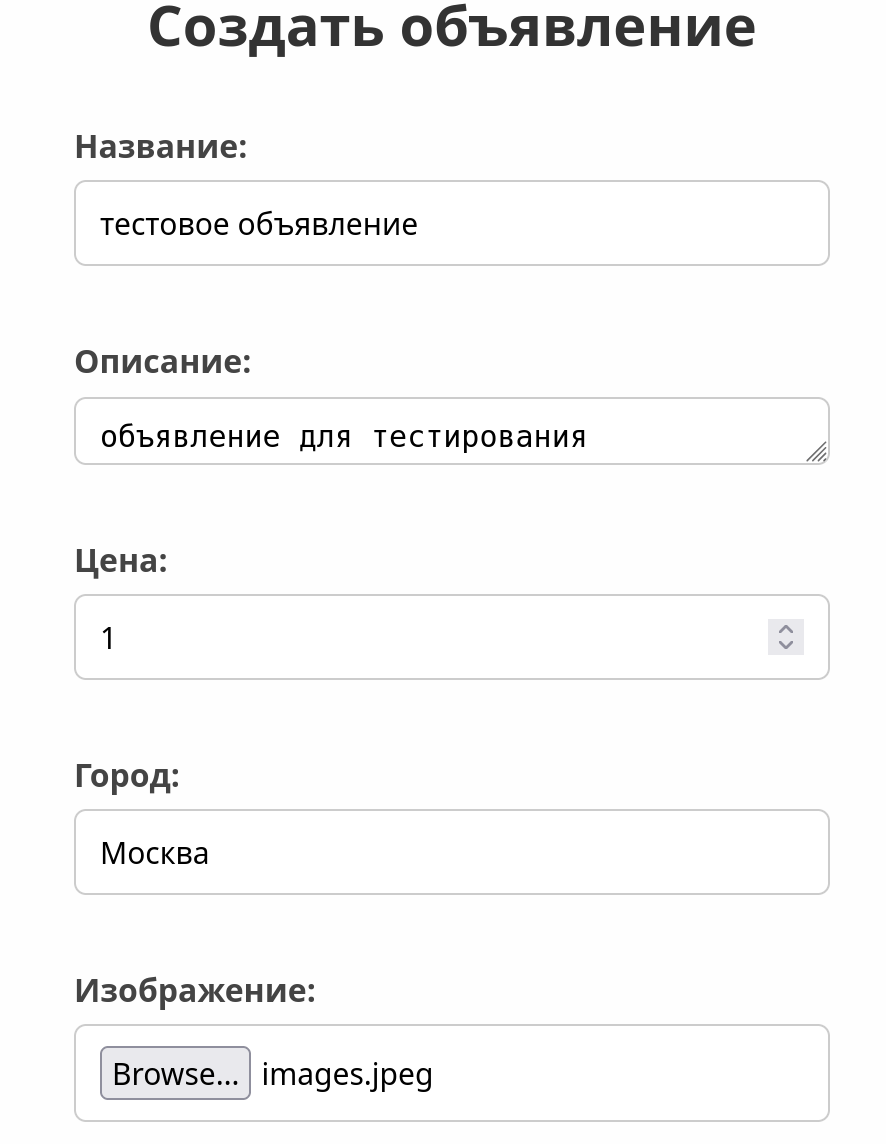 Создать объявление
Название:
тестовое объявление
Описание:
объявление для тестирования
Цена:
1
Город:
Москва
Изображение:
Browse... images.jpeg